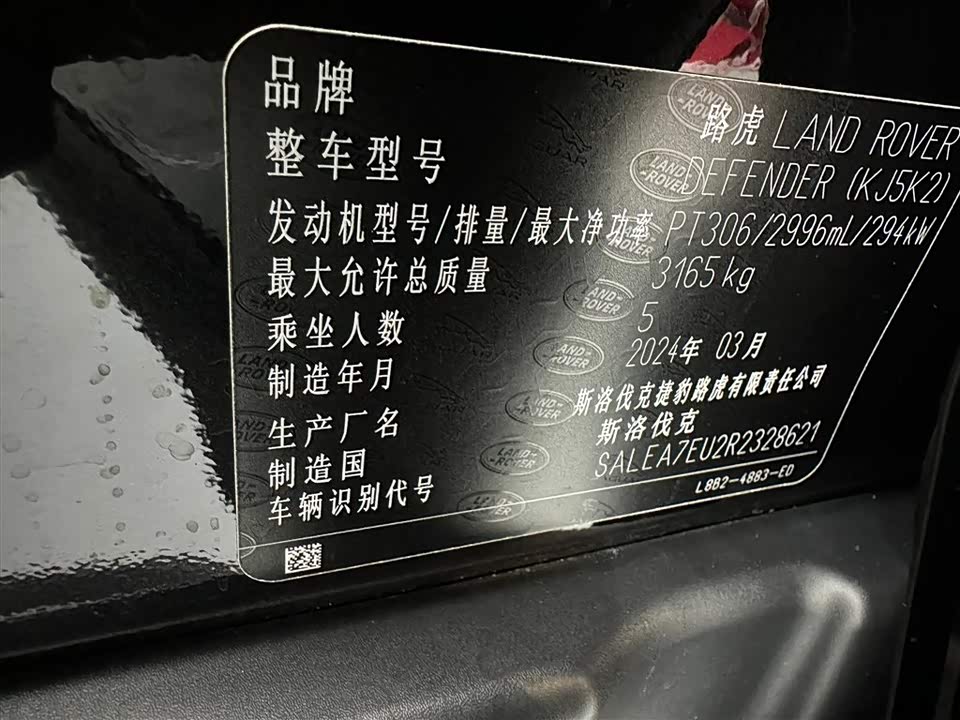 品牌 路虎 LAND ROVER
整车型号 DEFENDER (KJ5K2)
发动机型号/排量/最大净功率 PT306/2996mL/294kW
最大允许总质量 3165 kg
乘坐人数 5
制造年月 2024年 03月
生产厂名 斯洛伐克捷豹路虎有限责任公司
制造国 斯洛伐克
车辆识别代号 SALEA7EU2R2328621
L8B2-4883-ED